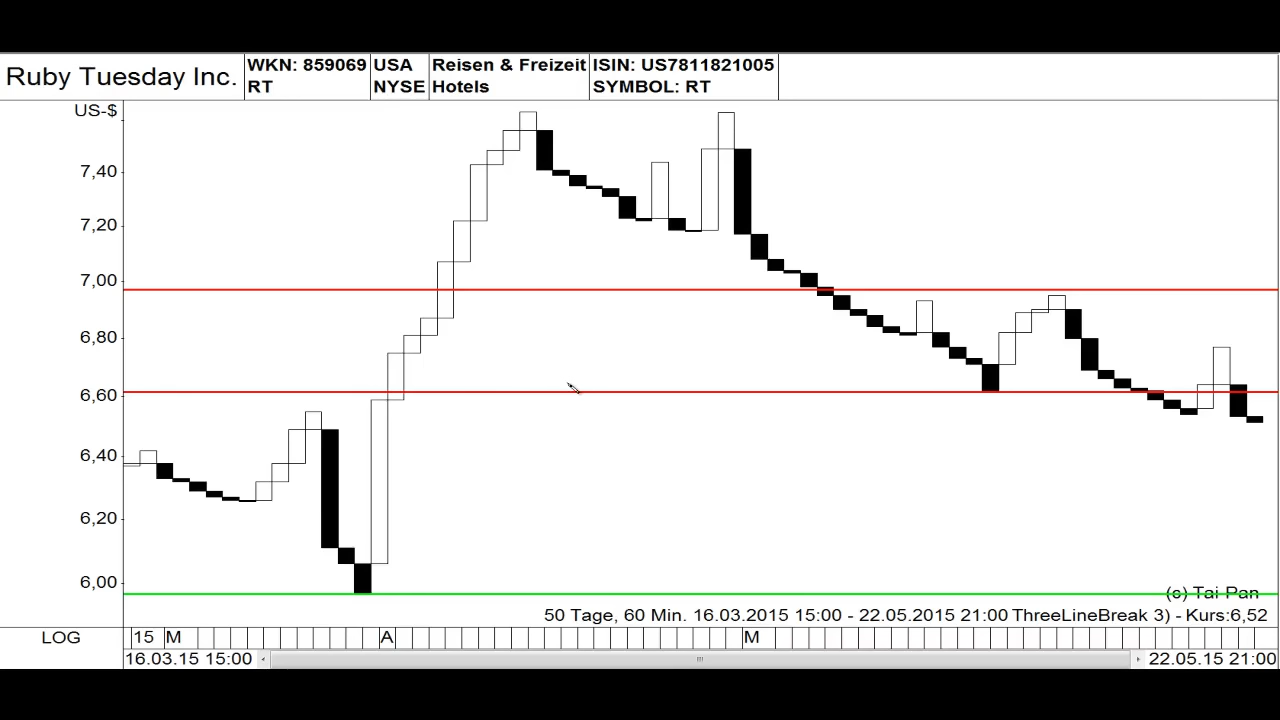 Ruby Tuesday Inc.
WKN: 859069
RT
USA
NYSE
Reisen & Freizeit
Hotels
ISIN: US7811821005
SYMBOL: RT
US-$
7,40
7,20
7,00
6,80
6,60
6,40
6,20
6,00
(c) Tai Pan
50 Tage, 60 Min. 16.03.2015 15:00 - 22.05.2015 21:00 ThreeLineBreak 3) - Kurs:6,52
LOG
15 M A M
16.03.15 15:00
22.05.15 21:00